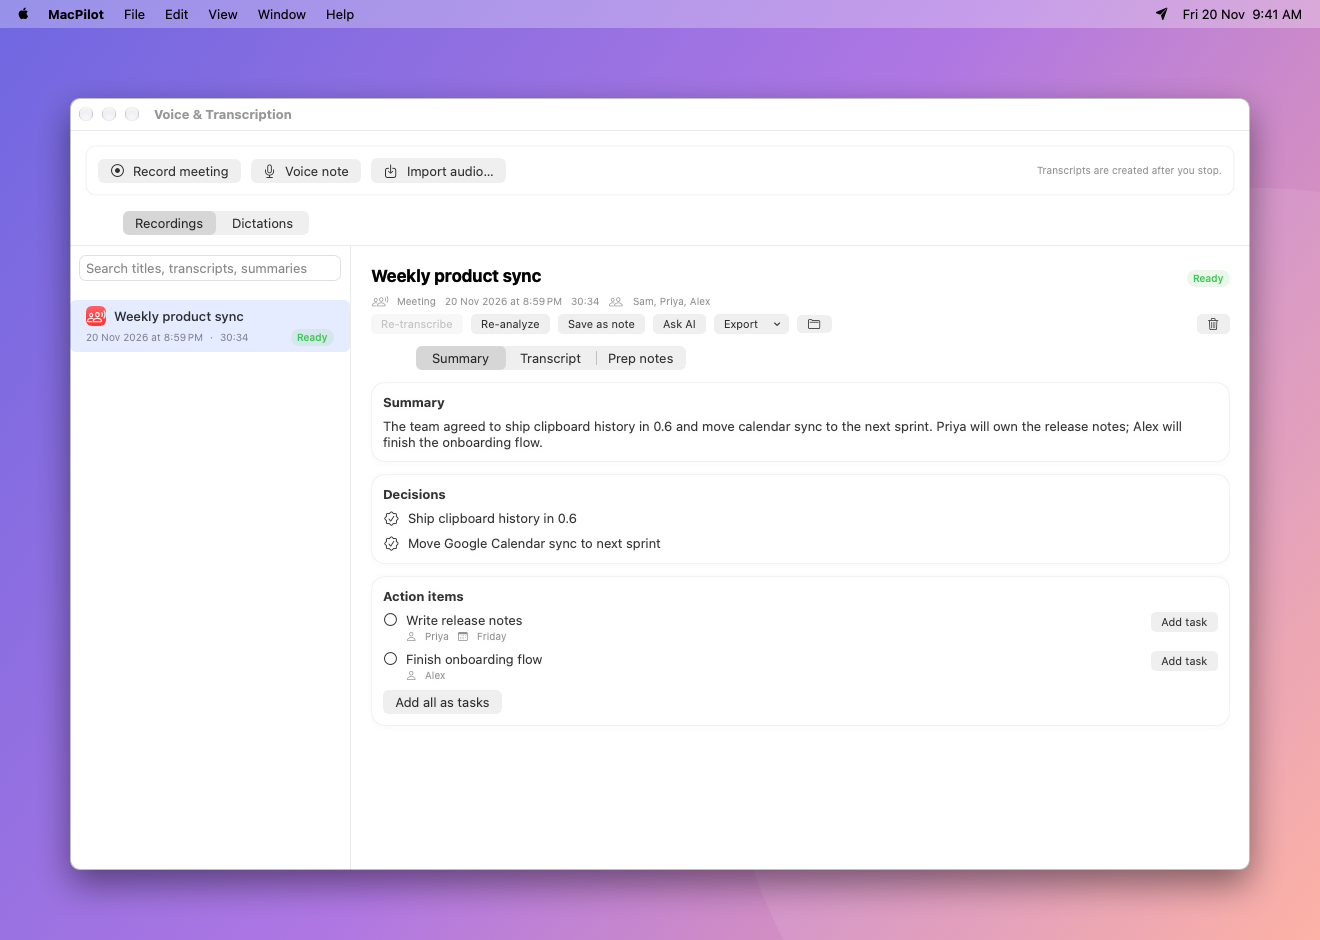 MacPilot File Edit View Window Help Fri 20 Nov 9:41 AM
Voice & Transcription
Record meeting Voice note Import audio... Transcripts are created after you stop.
Recordings Dictations
Search titles, transcripts, summaries
Weekly product sync
20 Nov 2026 at 8:59 PM · 30:34 Ready
Weekly product sync
Ready
Meeting 20 Nov 2026 at 8:59 PM 30:34 Sam, Priya, Alex
Re-transcribe Re-analyze Save as note Ask AI Export
Summary Transcript Prep notes
Summary
The team agreed to ship clipboard history in 0.6 and move calendar sync to the next sprint. Priya will own the release notes; Alex will
finish the onboarding flow.
Decisions
Ship clipboard history in 0.6
Move Google Calendar sync to next sprint
Action items
Write release notes
Priya Friday
Add task
Finish onboarding flow
Alex
Add task
Add all as tasks